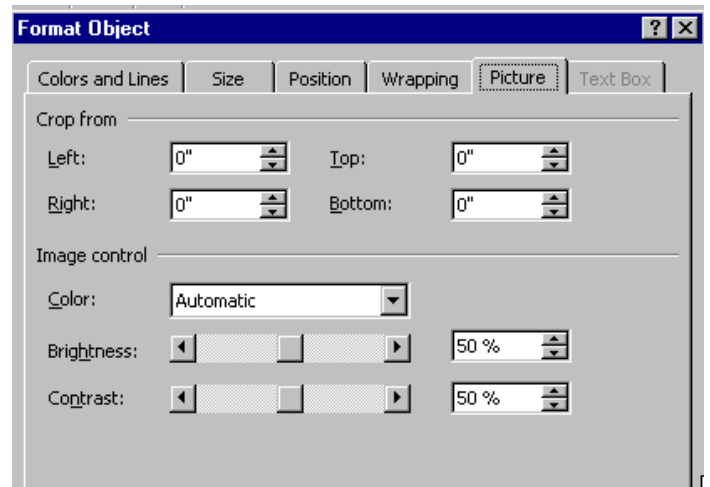 Format Object
Colors and Lines Size Position Wrapping Picture Text Box
Crop from
Left: 0" Top: 0"
Right: 0" Bottom: 0"
Image control
Color: Automatic
Brightness: 50 %
Contrast: 50 %